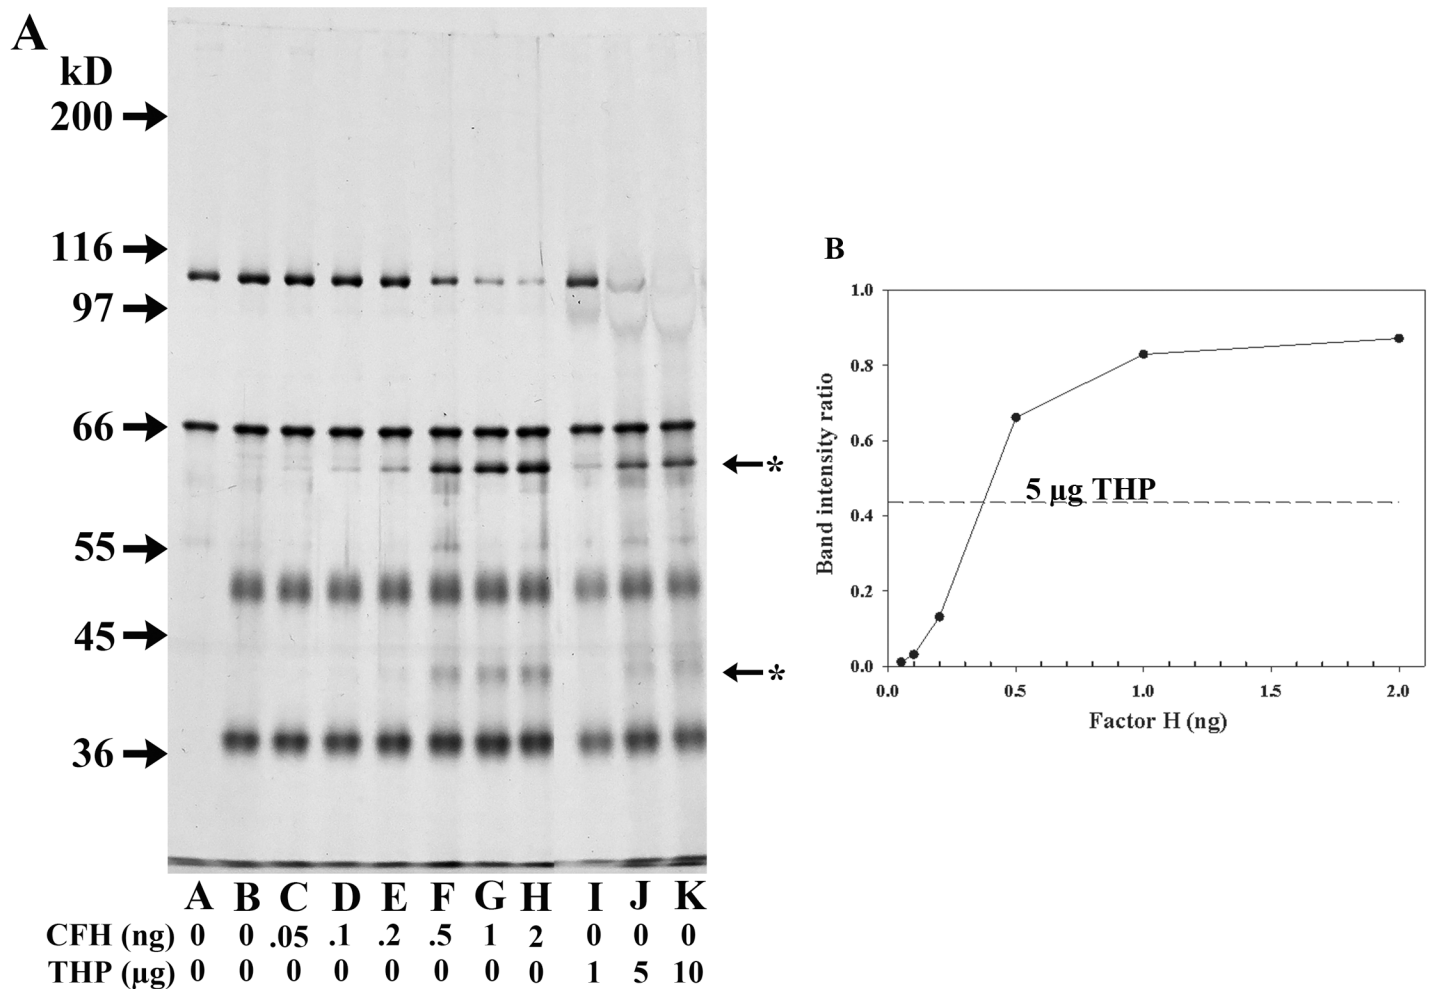 A
kD
200
116
97
66
*
55
45
*
36
A B C D E F G H I J K
CFH (ng) 0 0 .05 .1 .2 .5 1 2 0 0 0
THP (μg) 0 0 0 0 0 0 0 0 1 5 10
B
1.0
0.8
0.6
5 μg THP
0.4
0.2
0.0
0.0 0.5 1.0 1.5 2.0
Band intensity ratio
Factor H (ng)